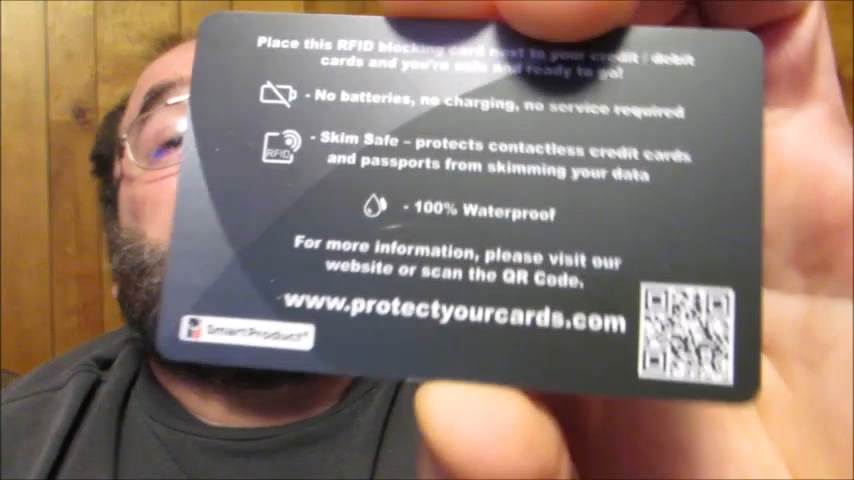 Place this RFID blocking card next to your credit / debit
cards and you're safe and ready to go!
- No batteries, no charging, no service required
- Skim Safe – protects contactless credit cards
and passports from skimming your data
RFID
- 100% Waterproof
For more information, please visit our
website or scan the QR Code.
www.protectyourcards.com
SmartProduct®